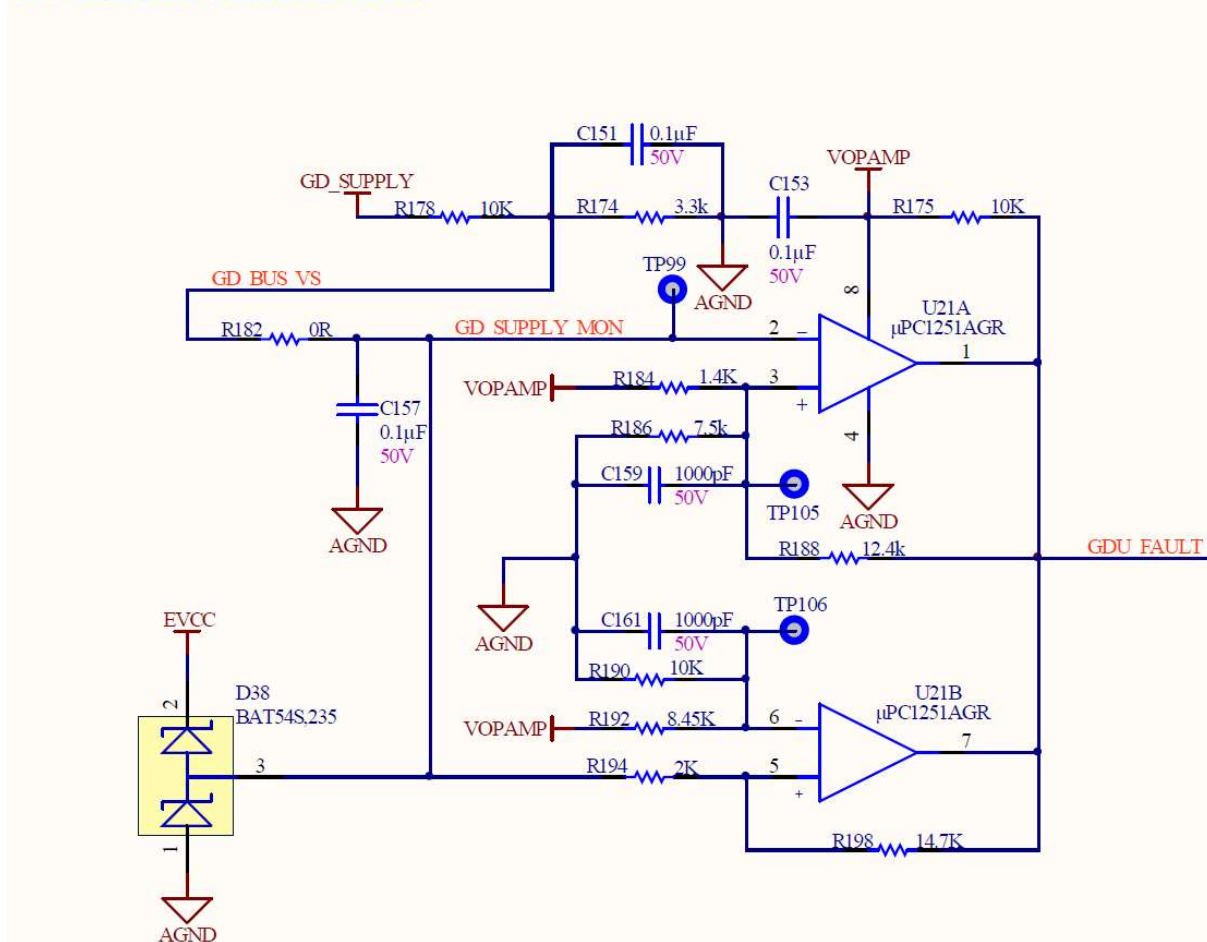 C151
0.1µF
50V
VOPAMP
GD_SUPPLY
C153
R178
10K
R174
3.3k
R175
10K
0.1µF
50V
TP99
GD BUS VS
AGND
8
U21A
µPC1251AGR
R182
0R
GD SUPPLY MON
2
−
1
VOPAMP
R184
1.4K
3
+
C157
0.1µF
50V
R186
7.5k
4
C159
1000pF
50V
TP105
AGND
AGND
R188
12.4k
GDU FAULT
TP106
EVCC
C161
1000pF
50V
AGND
R190
10K
2
D38
BAT54S,235
U21B
µPC1251AGR
VOPAMP
R192
8.45K
6
-
7
3
R194
2K
5
+
1
R198
14.7K
AGND